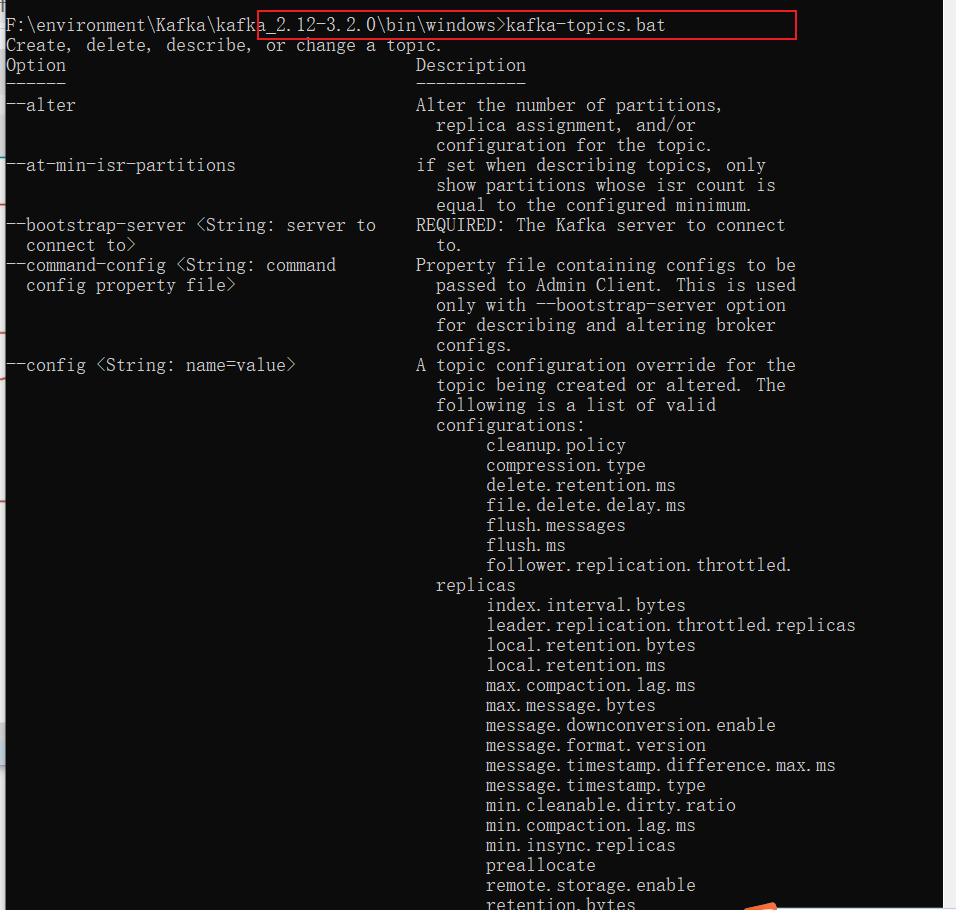 F:\environment\Kafka\kafka_2.12-3.2.0\bin\windows>kafka-topics.bat
Create, delete, describe, or change a topic.
Option Description
------ -----------
--alter Alter the number of partitions,
replica assignment, and/or
configuration for the topic.
--at-min-isr-partitions if set when describing topics, only
show partitions whose isr count is
equal to the configured minimum.
--bootstrap-server <String: server to REQUIRED: The Kafka server to connect
connect to> to.
--command-config <String: command Property file containing configs to be
config property file> passed to Admin Client. This is used
only with --bootstrap-server option
for describing and altering broker
configs.
--config <String: name=value> A topic configuration override for the
topic being created or altered. The
following is a list of valid
configurations:
cleanup.policy
compression.type
delete.retention.ms
file.delete.delay.ms
flush.messages
flush.ms
follower.replication.throttled.
replicas
index.interval.bytes
leader.replication.throttled.replicas
local.retention.bytes
local.retention.ms
max.compaction.lag.ms
max.message.bytes
message.downconversion.enable
message.format.version
message.timestamp.difference.max.ms
message.timestamp.type
min.cleanable.dirty.ratio
min.compaction.lag.ms
min.insync.replicas
preallocate
remote.storage.enable
retention.bytes